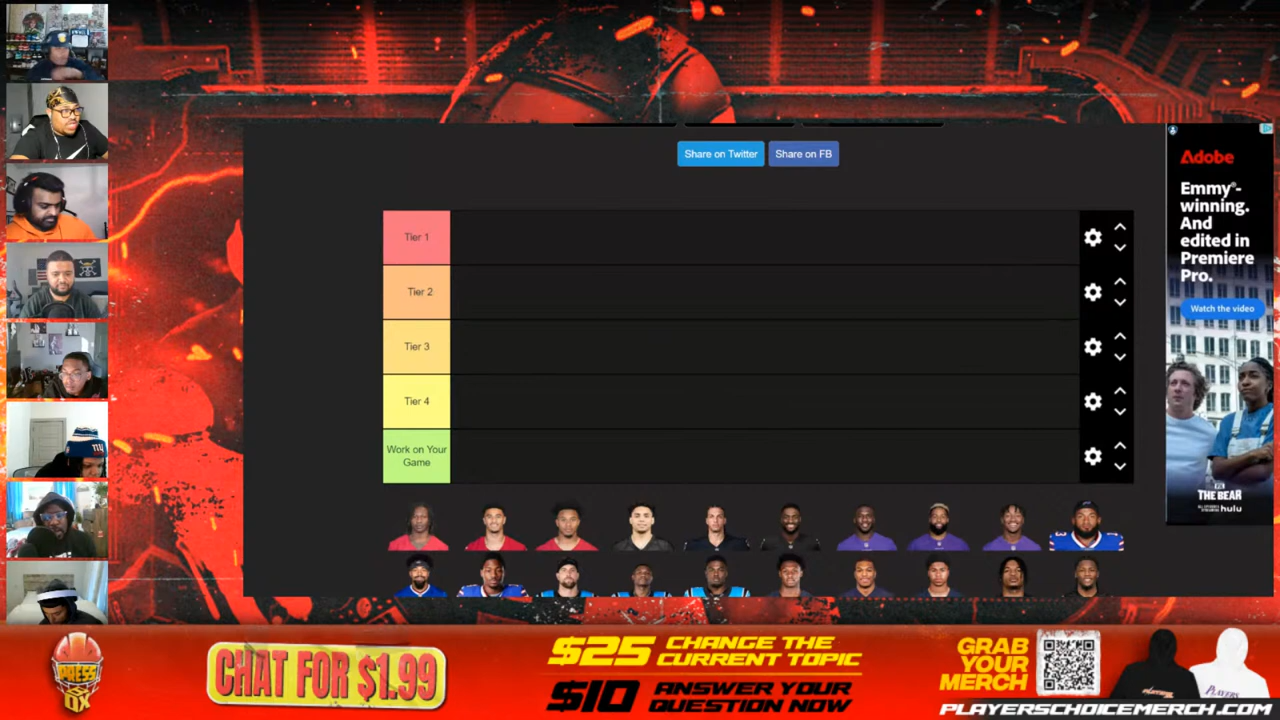 Share on Twitter
Share on FB
Tier 1
Tier 2
Tier 3
Tier 4
Work on Your
Game
Adobe
Emmy®-
winning.
And
edited in
Premiere
Pro.
Watch the video
FX
THE BEAR
hulu
PRESS
BOX
CHAT FOR $1.99
$25 CHANGE THE
CURRENT TOPIC
$10 ANSWER YOUR
QUESTION NOW
GRAB
YOUR
MERCH
PLAYERSCHOICEMERCH.COM